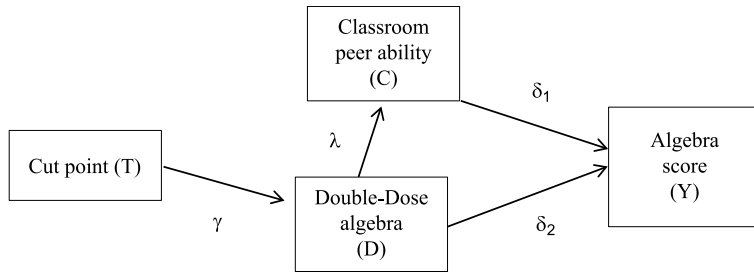 Classroom
peer ability
(C)
δ1
Cut point (T)
λ
Algebra
score
(Y)
γ
Double-Dose
algebra
(D)
δ2